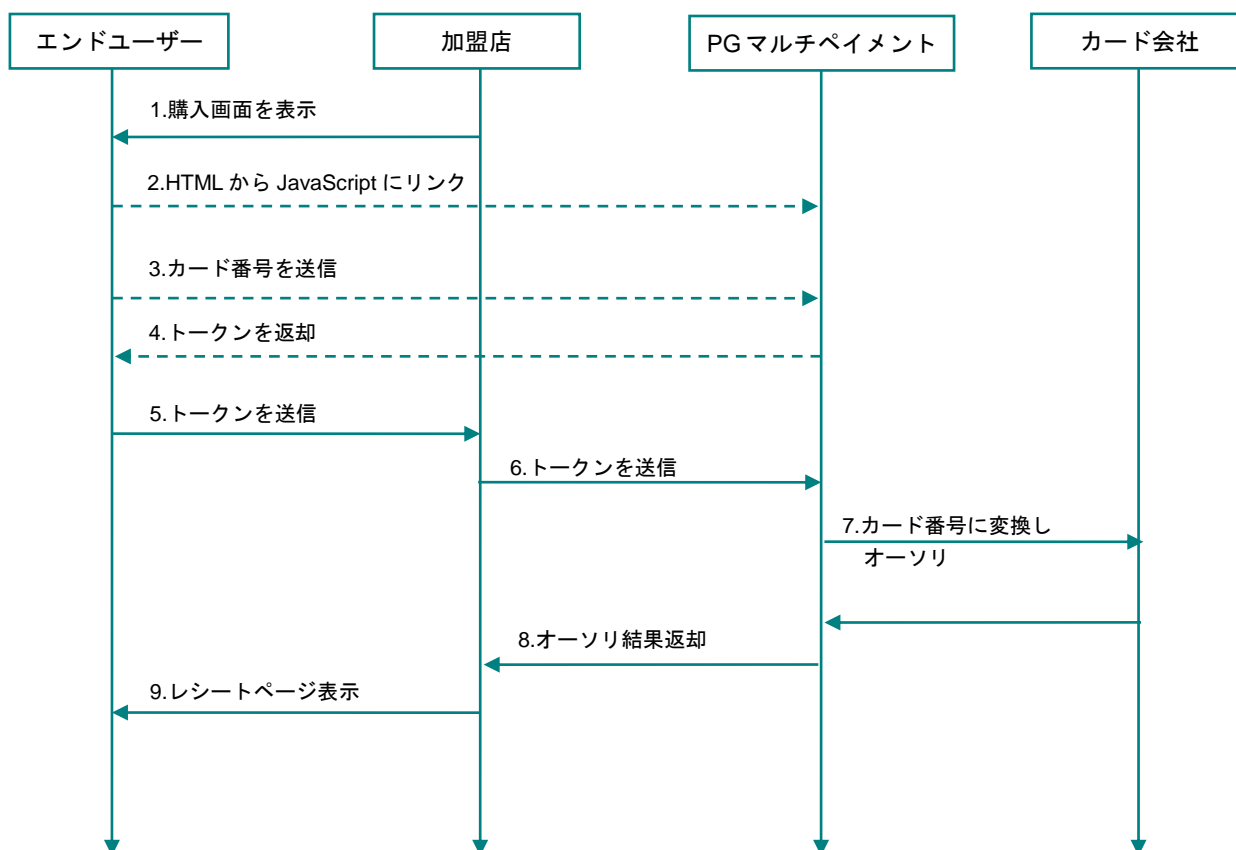 エンドユーザー
加盟店
PGマルチペイメント
カード会社
1.購入画面を表示
2.HTML から JavaScript にリンク
3.カード番号を送信
4.トークンを返却
5.トークンを送信
6.トークンを送信
7.カード番号に変換し
オーソリ
8.オーソリ結果返却
9.レシートページ表示